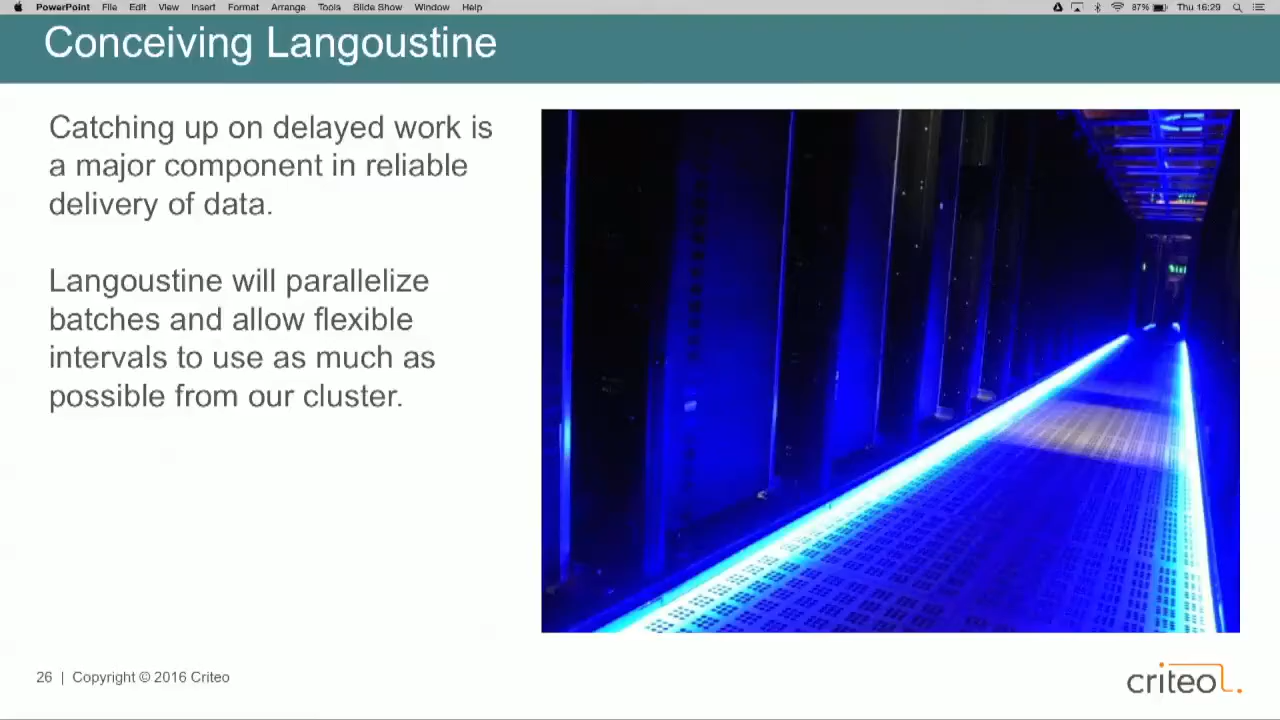 PowerPoint File Edit View Insert Format Arrange Tools Slide Show Window Help 87% Thu 16:29
Conceiving Langoustine
Catching up on delayed work is
a major component in reliable
delivery of data.
Langoustine will parallelize
batches and allow flexible
intervals to use as much as
possible from our cluster.
26 | Copyright © 2016 Criteo
criteo